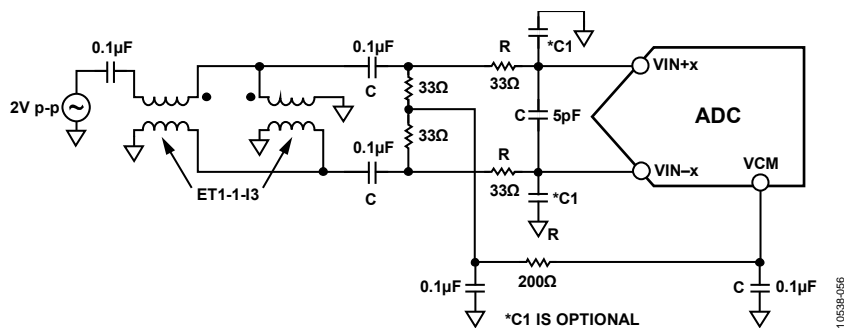 0.1µF
2V p-p
ET1-1-I3
0.1µF
C
33Ω
33Ω
0.1µF
C
R
33Ω
*C1
C
5pF
R
33Ω
*C1
R
VIN+x
ADC
VIN–x
VCM
0.1µF
200Ω
C
0.1µF
*C1 IS OPTIONAL
10538-056